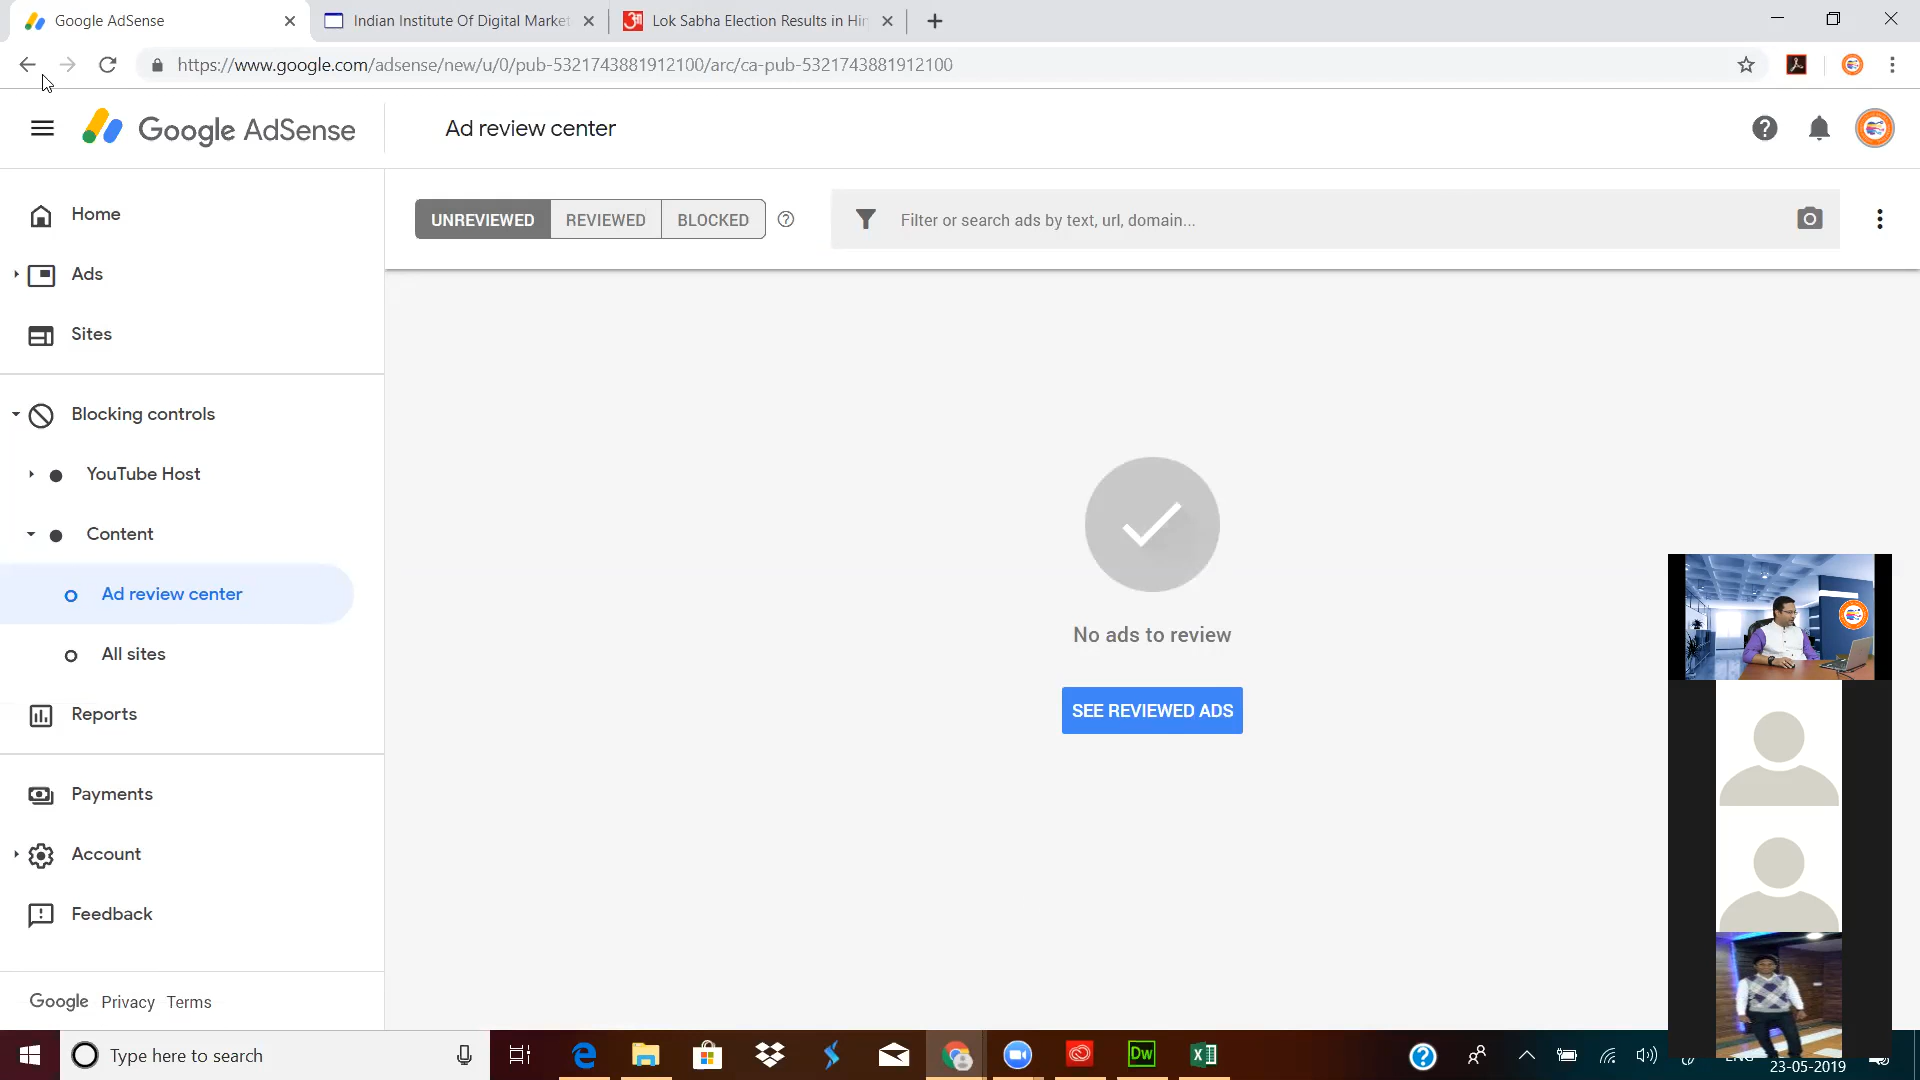 Google AdSense
Indian Institute Of Digital Market
Lok Sabha Election Results in Hin
https://www.google.com/adsense/new/u/0/pub-5321743881912100/arc/ca-pub-5321743881912100
Google AdSense
Ad review center
Home
Ads
Sites
Blocking controls
YouTube Host
Content
Ad review center
All sites
Reports
Payments
Account
Feedback
Google Privacy Terms
UNREVIEWED REVIEWED BLOCKED
Filter or search ads by text, url, domain...
No ads to review
SEE REVIEWED ADS
Type here to search
Dw
ENG
23-05-2019